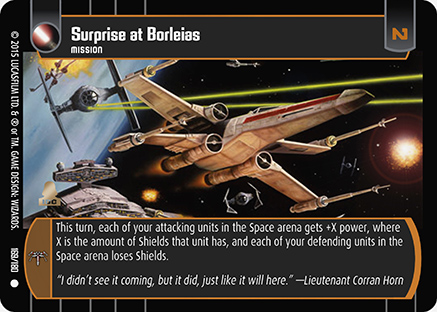 Surprise at Borleias
MISSION
N
This turn, each of your attacking units in the Space arena gets +X power, where
X is the amount of Shields that unit has, and each of your defending units in the
Space arena loses Shields.
“I didn’t see it coming, but it did, just like it will here.” —Lieutenant Corran Horn
© 2015 LUCASFILM LTD. & ® or TM. GAME DESIGN: WIZARDS.